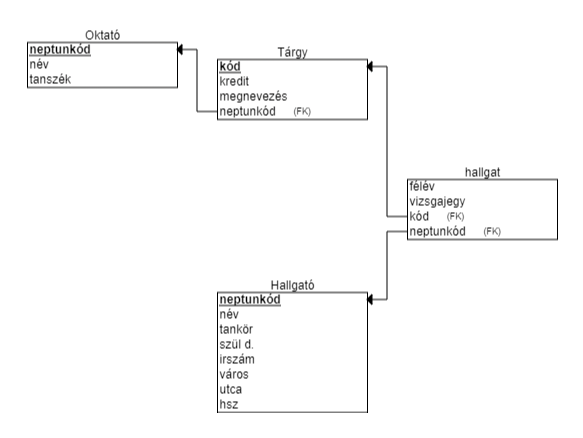 Oktató
neptunkód
név
tanszék
Tárgy
kód
kredit
megnevezés
neptunkód (FK)
hallgat
félév
vizsgajegy
kód (FK)
neptunkód (FK)
Hallgató
neptunkód
név
tankör
szül d.
irszám
város
utca
hsz